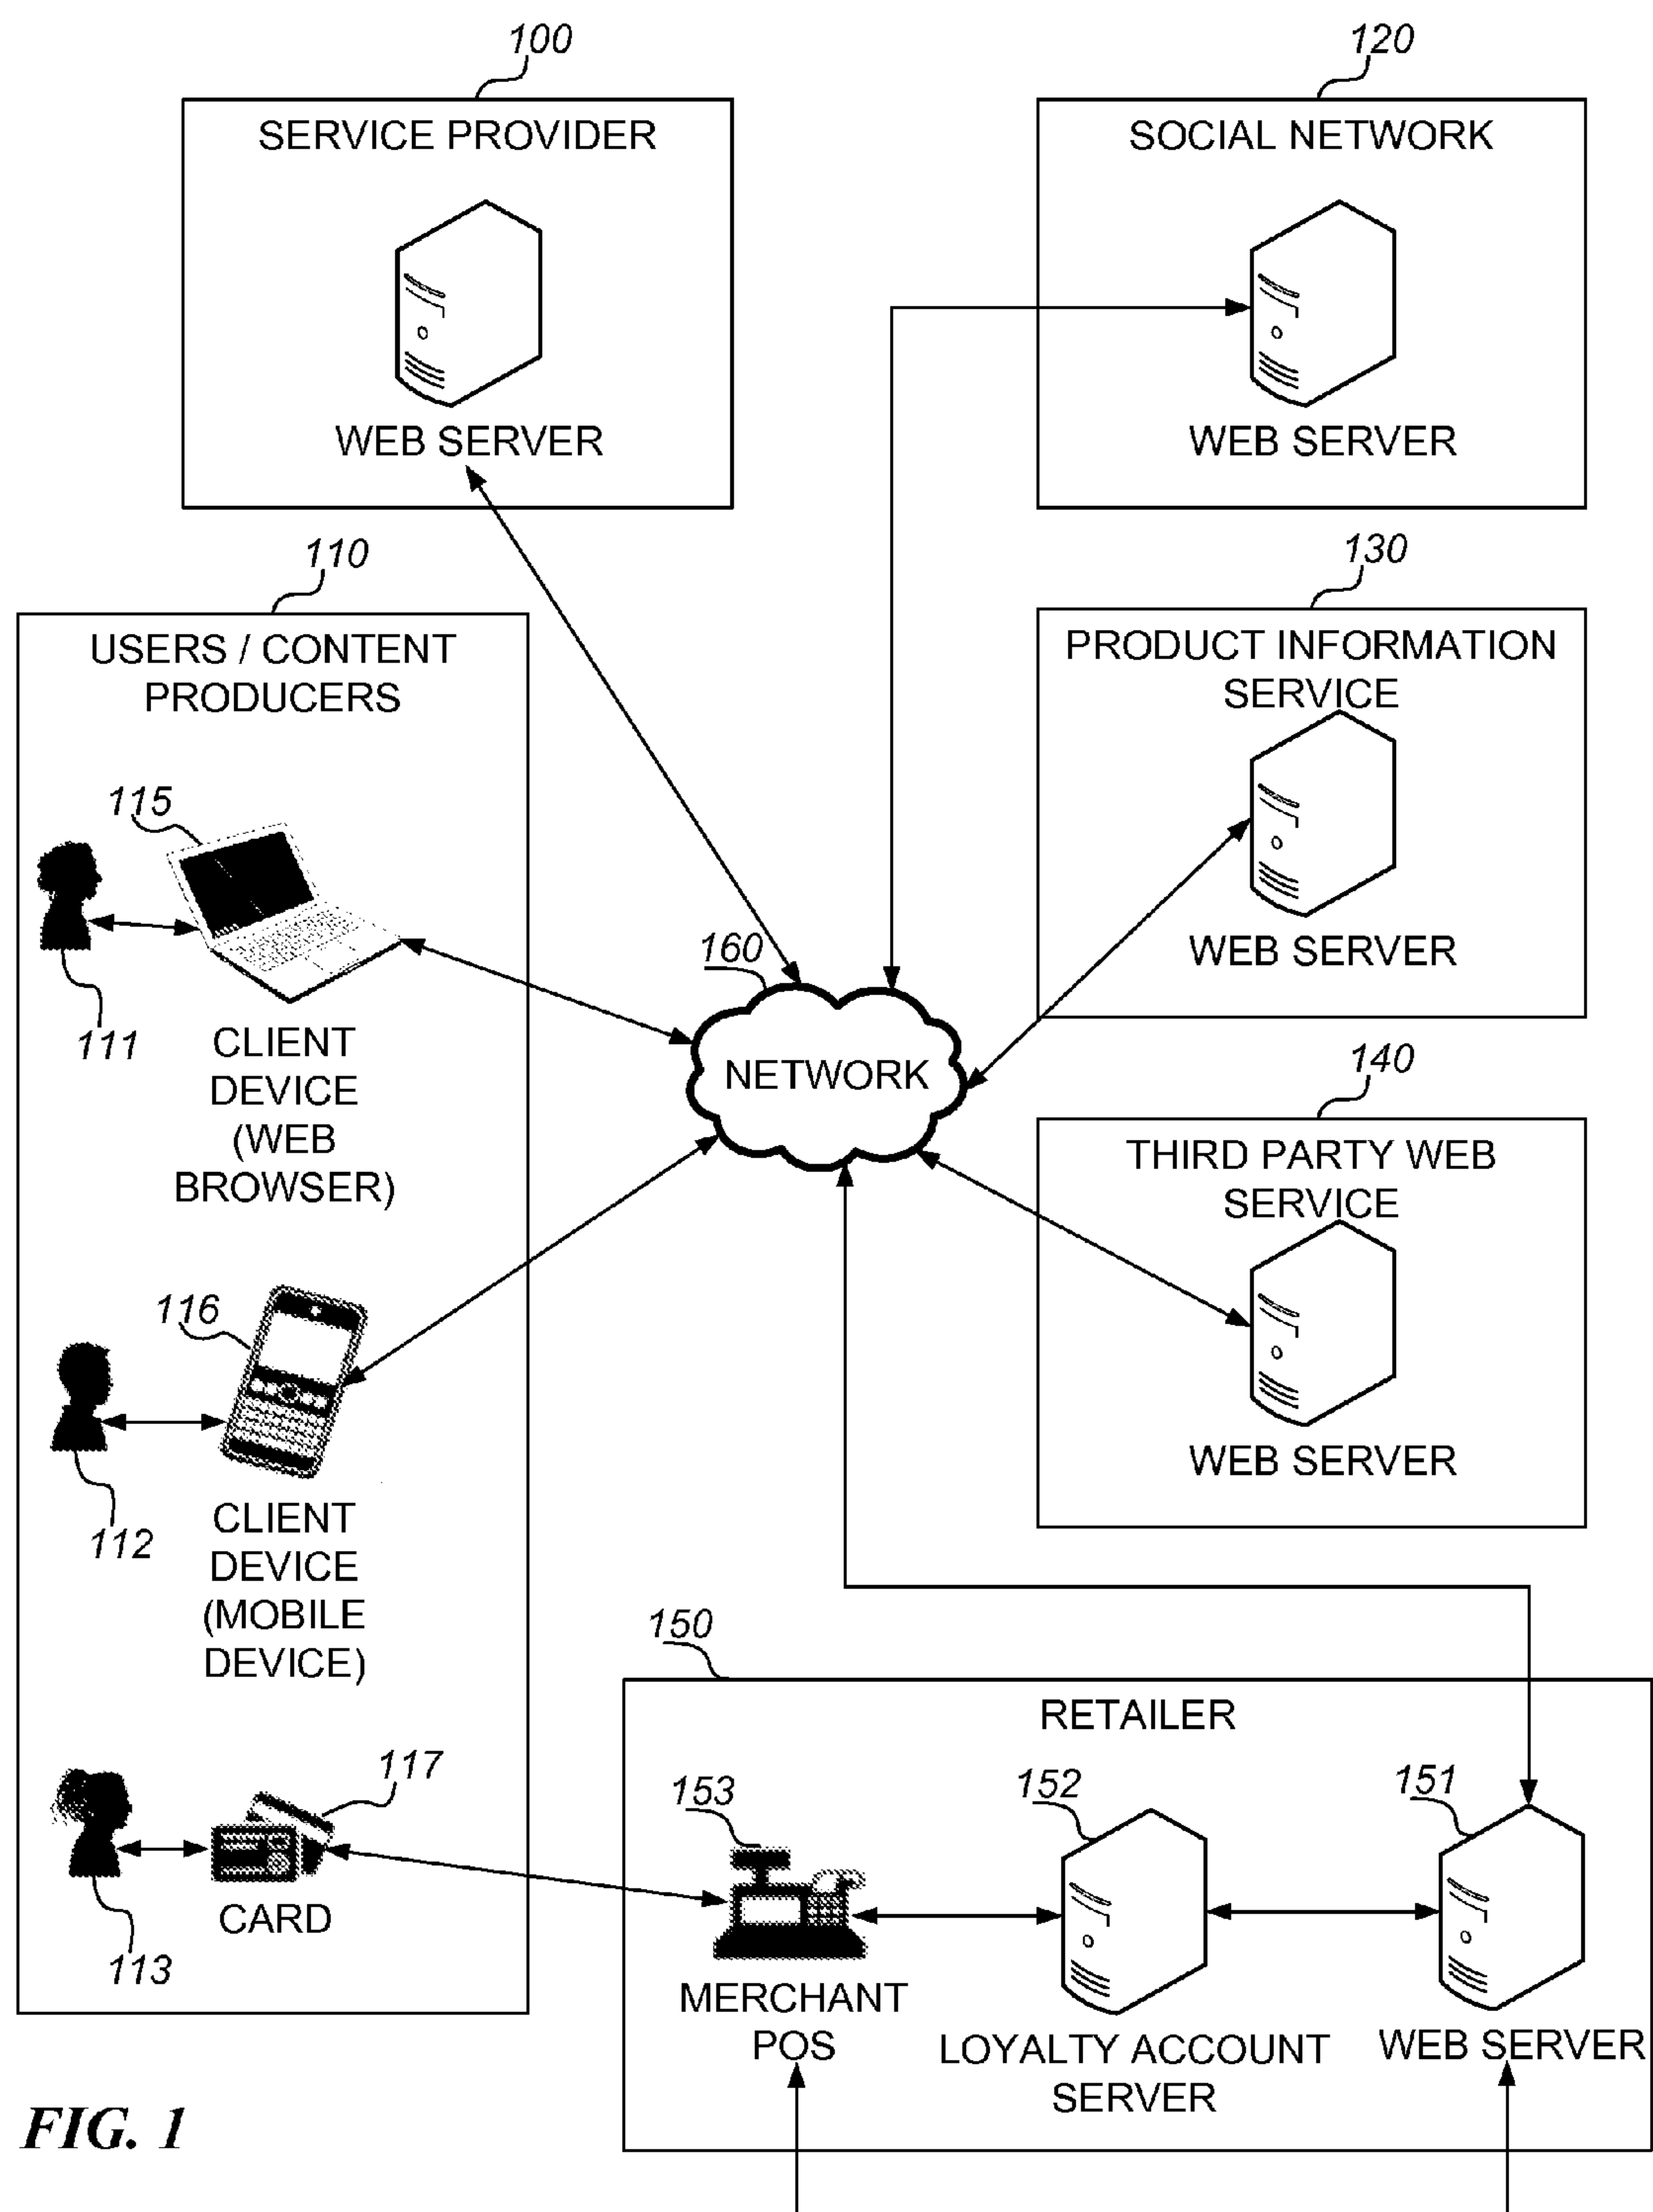 100
SERVICE PROVIDER
WEB SERVER
120
SOCIAL NETWORK
WEB SERVER
110
USERS / CONTENT
PRODUCERS
115
111
CLIENT
DEVICE
(WEB
BROWSER)
116
112
CLIENT
DEVICE
(MOBILE
DEVICE)
117
113
CARD
160
NETWORK
130
PRODUCT INFORMATION
SERVICE
WEB SERVER
140
THIRD PARTY WEB
SERVICE
WEB SERVER
150
RETAILER
153
MERCHANT
POS
152
LOYALTY ACCOUNT
SERVER
151
WEB SERVER
FIG. 1